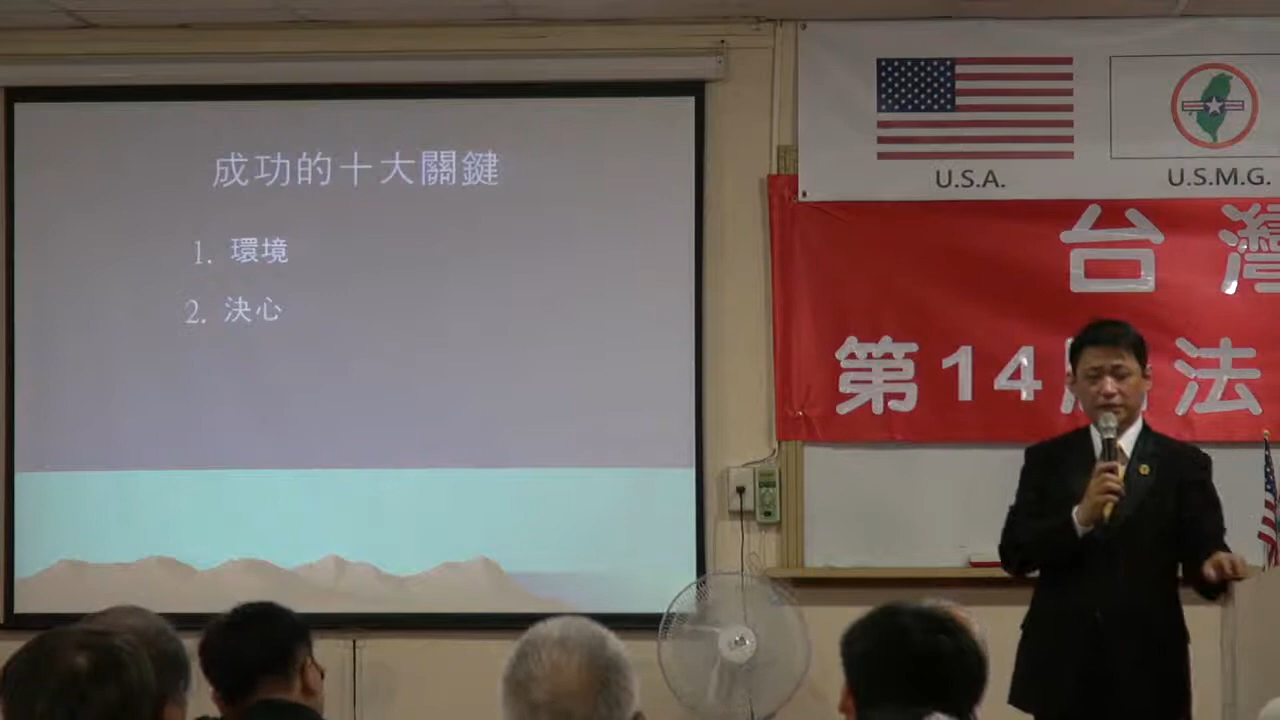 成功的十大關鍵
1. 環境
2. 決心
U.S.A.
U.S.M.G.
台灣
第14 法